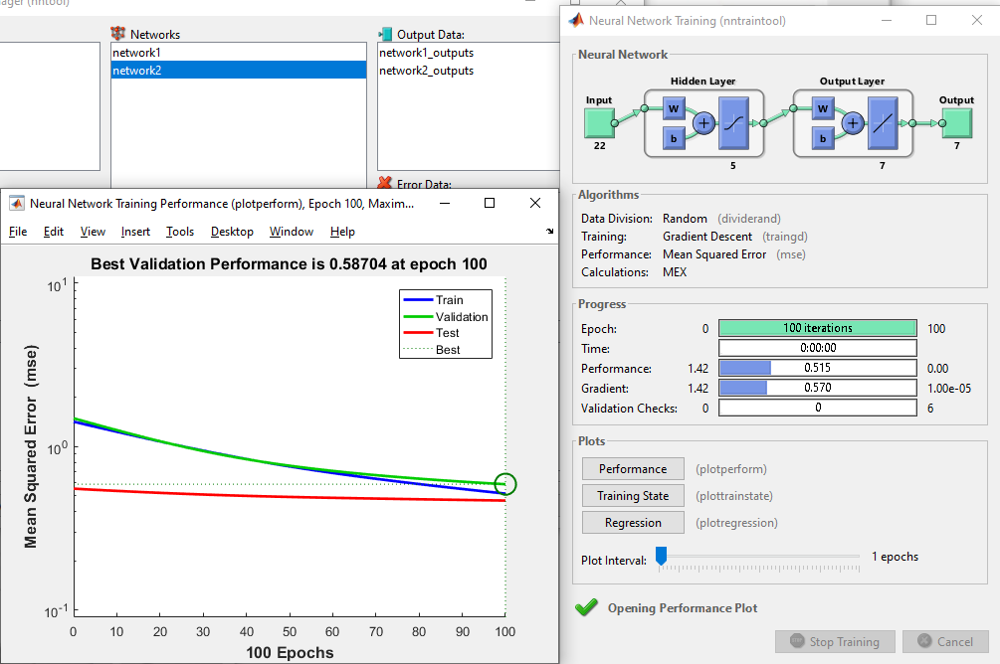 ager (nntool)
Networks
network1
network2
Output Data:
network1_outputs
network2_outputs
Error Data:
Neural Network Training Performance (plotperform), Epoch 100, Maxim...
File Edit View Insert Tools Desktop Window Help
Best Validation Performance is 0.58704 at epoch 100
Mean Squared Error (mse)
10^1
10^0
10^-1
Train
Validation
Test
Best
0 10 20 30 40 50 60 70 80 90 100
100 Epochs
Neural Network Training (nntraintool)
Neural Network
Hidden Layer
Output Layer
Input
Output
W
W
b
b
22
5
7
7
Algorithms
Data Division: Random (dividerand)
Training: Gradient Descent (traingd)
Performance: Mean Squared Error (mse)
Calculations: MEX
Progress
Epoch: 0 100 iterations 100
Time: 0:00:00
Performance: 1.42 0.515 0.00
Gradient: 1.42 0.570 1.00e-05
Validation Checks: 0 0 6
Plots
Performance (plotperform)
Training State (plottrainstate)
Regression (plotregression)
Plot Interval: 1 epochs
Opening Performance Plot
Stop Training Cancel